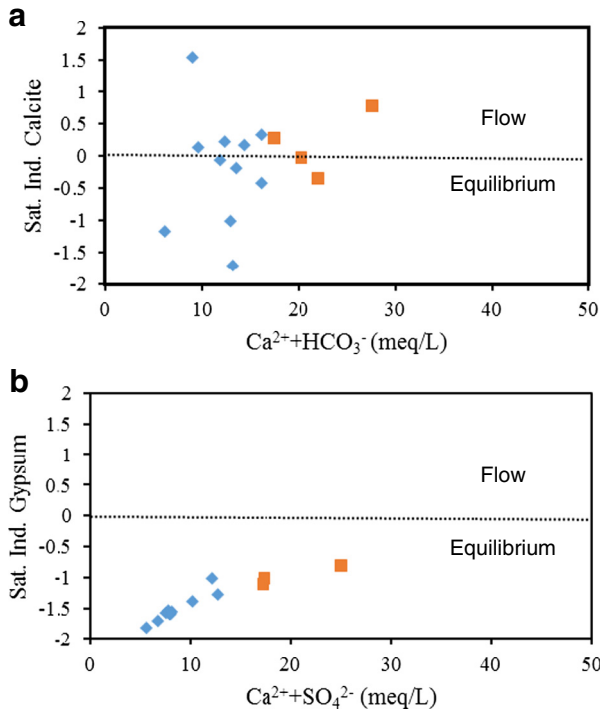 a
2
1.5
1
0.5
0
-0.5
-1
-1.5
-2
Sat. Ind. Calcite
Flow
Equilibrium
0 10 20 30 40 50
Ca²⁺+HCO₃⁻ (meq/L)
b
2
1.5
1
0.5
0
-0.5
-1
-1.5
-2
Sat. Ind. Gypsum
Flow
Equilibrium
0 10 20 30 40 50
Ca²⁺+SO₄²⁻ (meq/L)